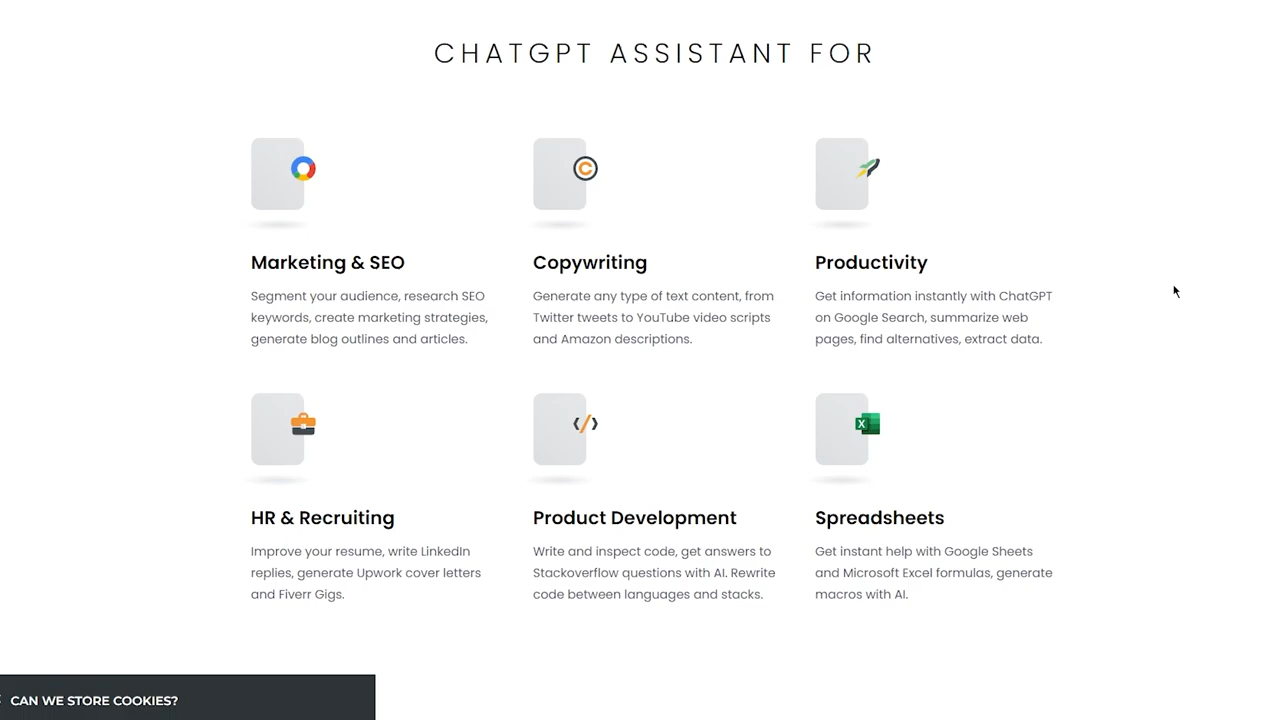 CHATGPT ASSISTANT FOR
Marketing & SEO
Segment your audience, research SEO
keywords, create marketing strategies,
generate blog outlines and articles.
Copywriting
Generate any type of text content, from
Twitter tweets to YouTube video scripts
and Amazon descriptions.
Productivity
Get information instantly with ChatGPT
on Google Search, summarize web
pages, find alternatives, extract data.
HR & Recruiting
Improve your resume, write LinkedIn
replies, generate Upwork cover letters
and Fiverr Gigs.
Product Development
Write and inspect code, get answers to
Stackoverflow questions with AI. Rewrite
code between languages and stacks.
X
Spreadsheets
Get instant help with Google Sheets
and Microsoft Excel formulas, generate
macros with AI.
CAN WE STORE COOKIES?